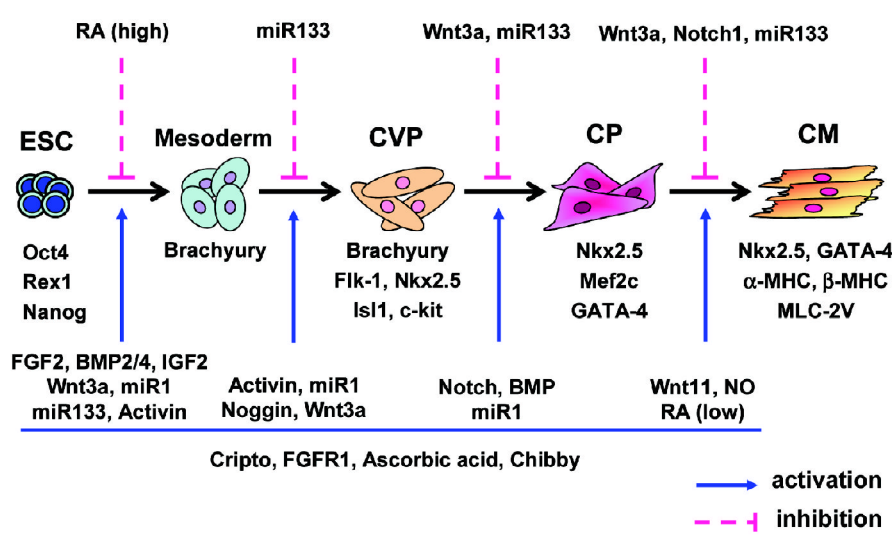 RA (high)
miR133
Wnt3a, miR133
Wnt3a, Notch1, miR133
ESC
Mesoderm
CVP
CP
CM
Oct4
Rex1
Nanog
Brachyury
Brachyury
Flk-1, Nkx2.5
Isl1, c-kit
Nkx2.5
Mef2c
GATA-4
Nkx2.5, GATA-4
α-MHC, β-MHC
MLC-2V
FGF2, BMP2/4, IGF2
Wnt3a, miR1
miR133, Activin
Activin, miR1
Noggin, Wnt3a
Notch, BMP
miR1
Wnt11, NO
RA (low)
Cripto, FGFR1, Ascorbic acid, Chibby
activation
inhibition